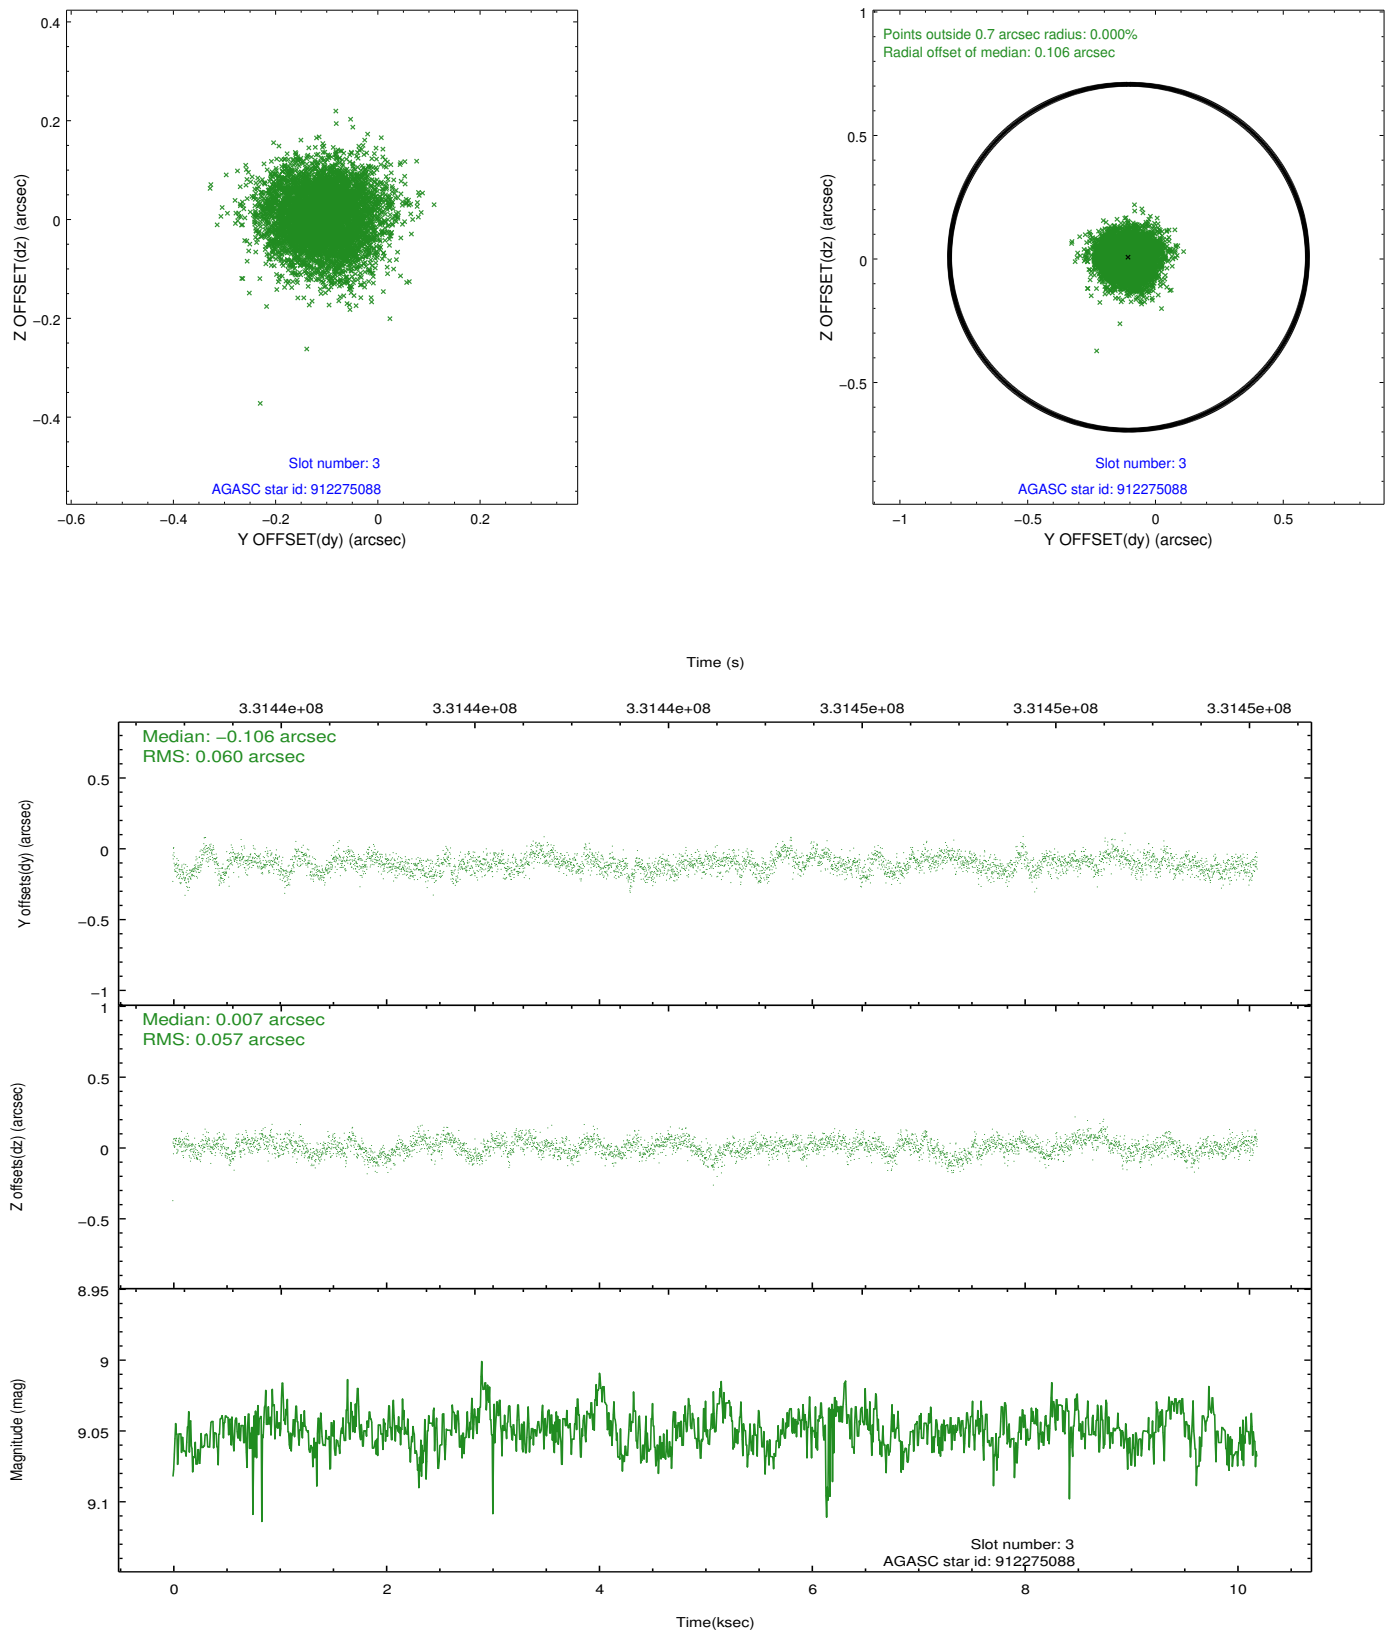 0.4
0.2
0
−0.2
−0.4
−0.6
−0.4
−0.2
0
0.2
Z OFFSET(dz) (arcsec)
Y OFFSET(dy) (arcsec)
Slot number: 3
AGASC star id: 912275088
Points outside 0.7 arcsec radius: 0.000%
Radial offset of median: 0.106 arcsec
1
0.5
0
−0.5
−1
−0.5
0
0.5
Z OFFSET(dz) (arcsec)
Y OFFSET(dy) (arcsec)
Slot number: 3
AGASC star id: 912275088
Time (s)
3.3144e+08
3.3144e+08
3.3144e+08
3.3145e+08
3.3145e+08
3.3145e+08
Median: −0.106 arcsec
RMS: 0.060 arcsec
0.5
0
−0.5
−1
Y offsets(dy) (arcsec)
Median: 0.007 arcsec
RMS: 0.057 arcsec
1
0.5
0
−0.5
Z offsets(dz) (arcsec)
8.95
9
9.05
9.1
Magnitude (mag)
Slot number: 3
AGASC star id: 912275088
0
2
4
6
8
10
Time(ksec)